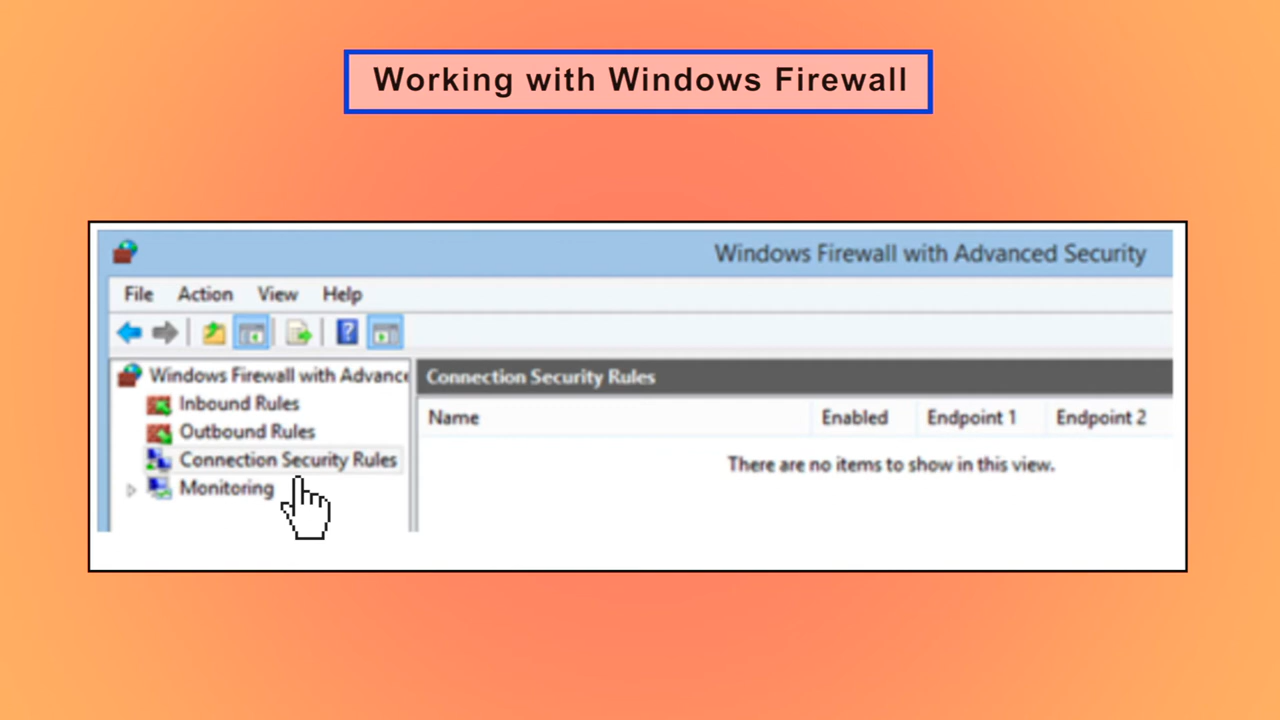 Working with Windows Firewall
Windows Firewall with Advanced Security
File Action View Help
Windows Firewall with Advance
Inbound Rules
Outbound Rules
Connection Security Rules
Monitoring
Connection Security Rules
Name Enabled Endpoint 1 Endpoint 2
There are no items to show in this view.